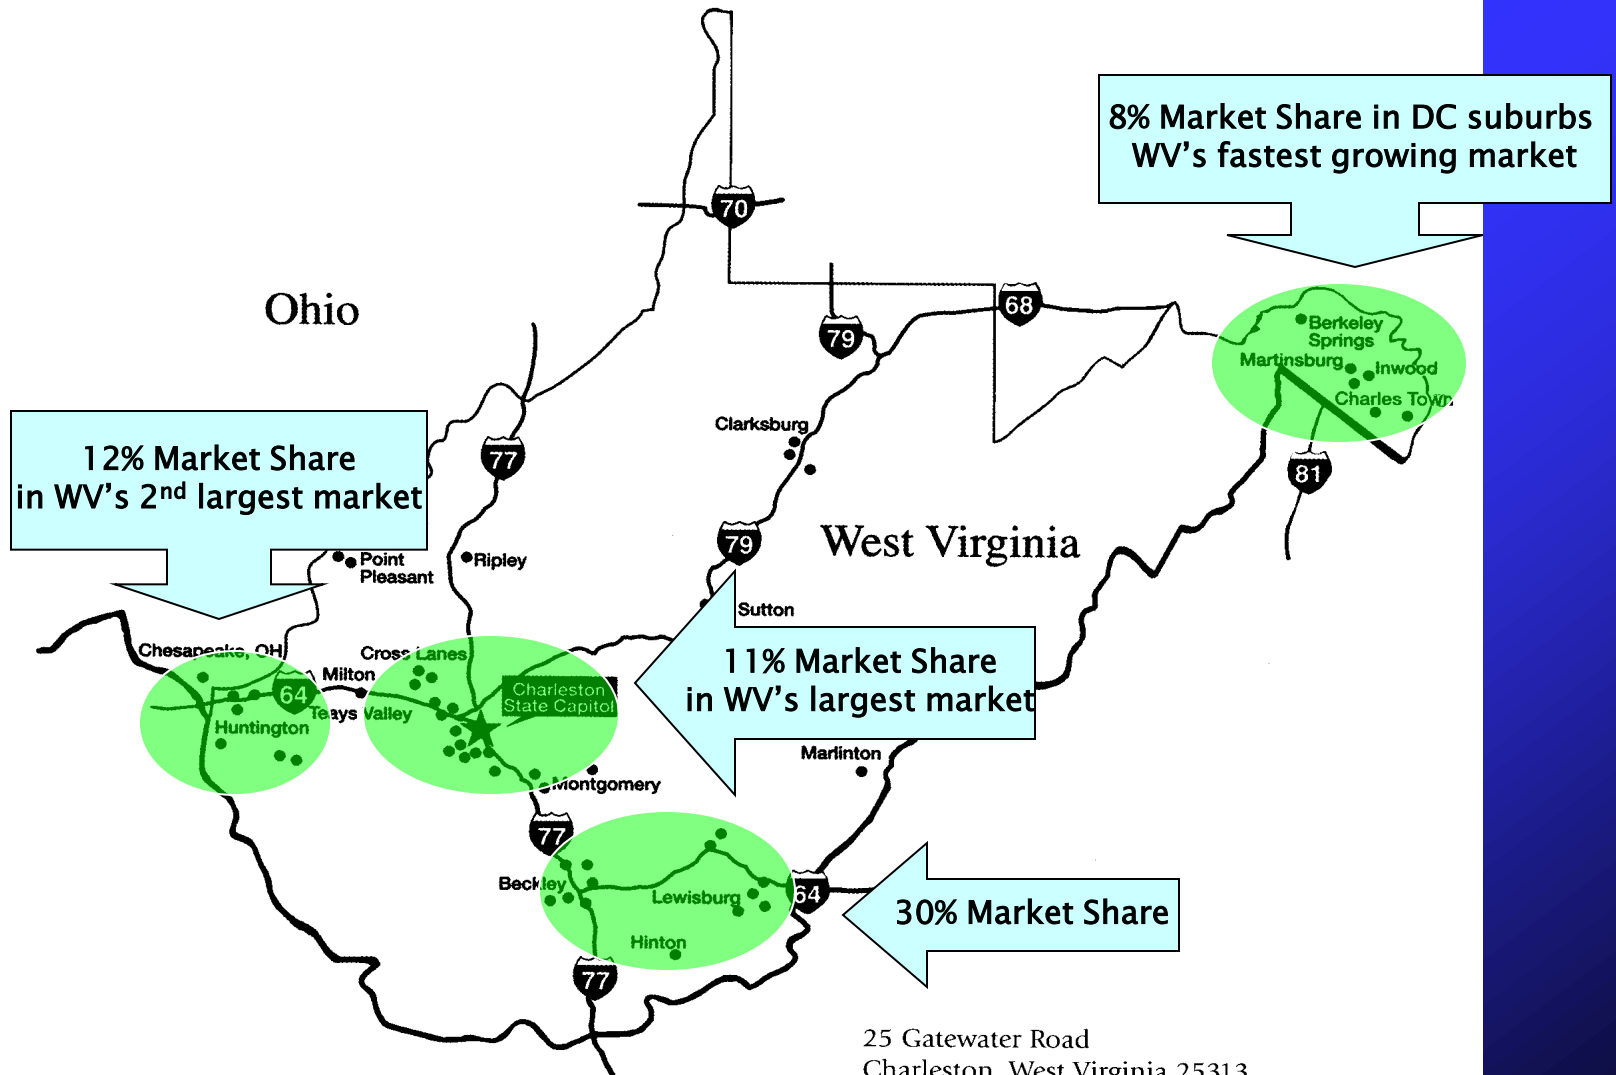 8% Market Share in DC suburbs
WV’s fastest growing market
70
Ohio
68
79
Berkeley
Springs
Martinsburg
Inwood
Charles Town
Clarksburg
77
81
12% Market Share
in WV’s 2nd largest market
79
West Virginia
Point
Pleasant
Ripley
Sutton
Chesapeake, OH
Cross Lanes
Milton
64
Teays Valley
Huntington
Charleston
State Capitol
11% Market Share
in WV’s largest market
Marlinton
Montgomery
77
Beckley
Lewisburg
64
30% Market Share
Hinton
77
25 Gatewater Road
Charleston, West Virginia 25313